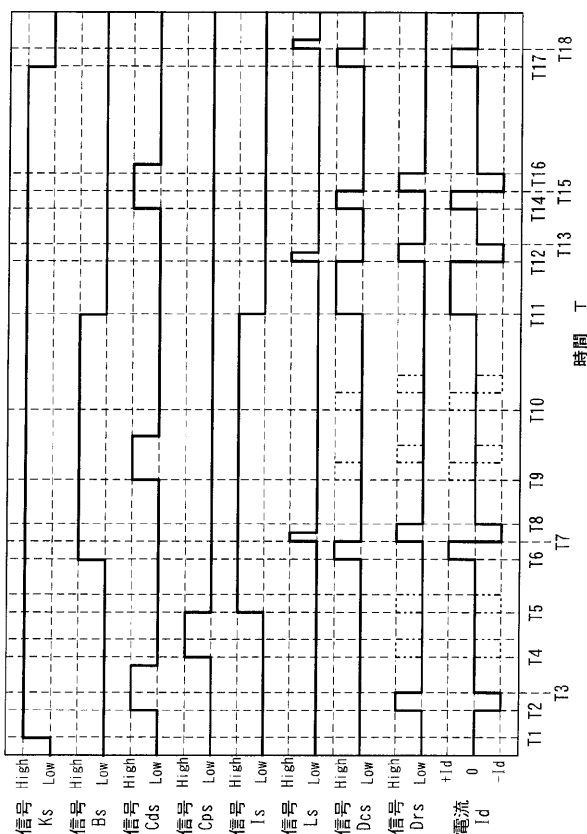 信号 Ks High Low
信号 Bs High Low
信号 Cds High Low
信号 Cps High Low
信号 Is High Low
信号 Ls High Low
信号 Dcs High Low
信号 Drs High Low
電流 Id +Id 0 -Id
T1 T2 T3 T4 T5 T6 T7 T8 T9 T10 T11 T12 T13 T14 T15 T16 T17 T18
時間 T